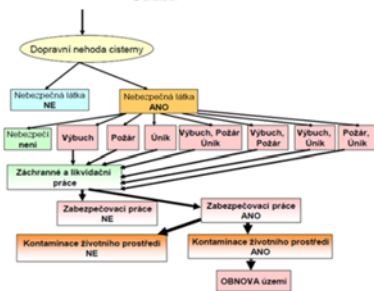 Dopravní nehoda cisterny
Nebezpečná látka
NE
Nebezpečná látka
ANO
Nebezpečí
není
Výbuch
Požár
Únik
Výbuch, Požár
Únik
Výbuch,
Požár
Výbuch,
Únik
Požár,
Únik
Záchranné a likvidační
práce
Zabezpečovací práce
NE
Zabezpečovací práce
ANO
Kontaminace životního prostředí
NE
Kontaminace životního prostředí
ANO
OBNOVA území